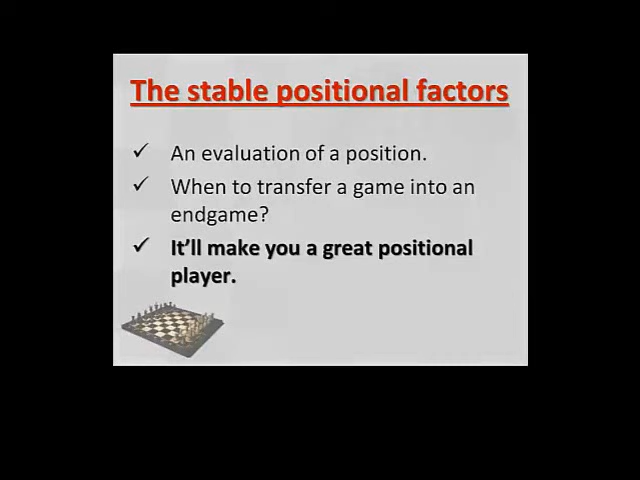 The stable positional factors
✓ An evaluation of a position.
✓ When to transfer a game into an
endgame?
✓ It’ll make you a great positional
player.